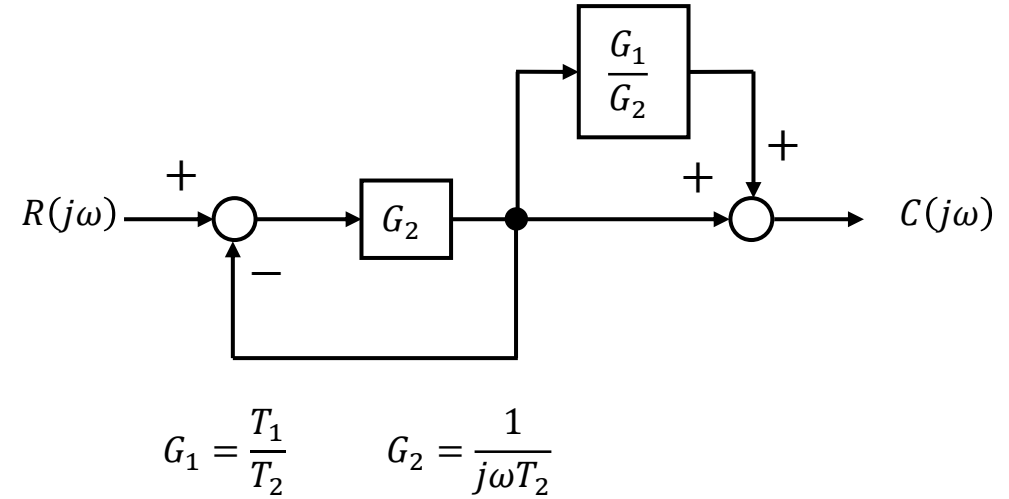 G₁/G₂
+
+
+
R(jω)
G₂
C(jω)
−
G₁ = T₁/T₂
G₂ = 1/jωT₂